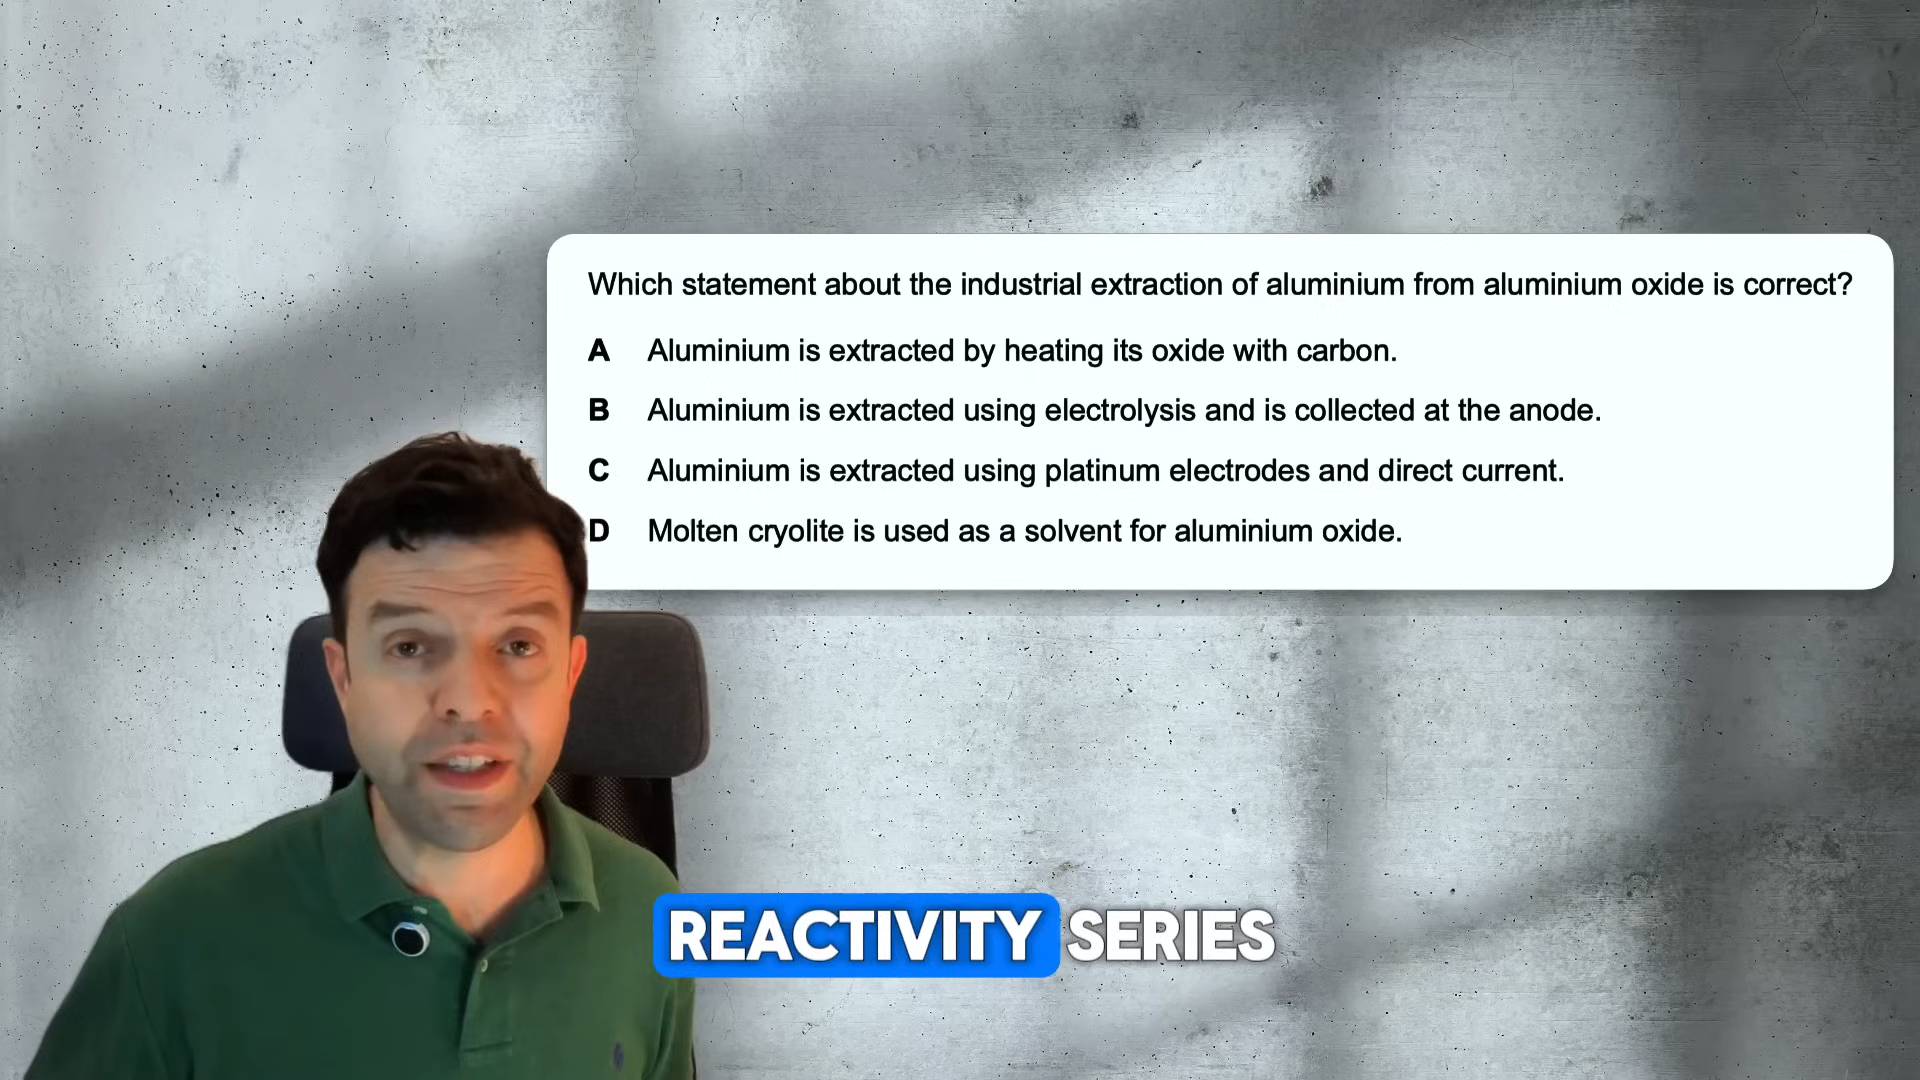 Which statement about the industrial extraction of aluminium from aluminium oxide is correct?
A Aluminium is extracted by heating its oxide with carbon.
B Aluminium is extracted using electrolysis and is collected at the anode.
C Aluminium is extracted using platinum electrodes and direct current.
D Molten cryolite is used as a solvent for aluminium oxide.
REACTIVITY SERIES